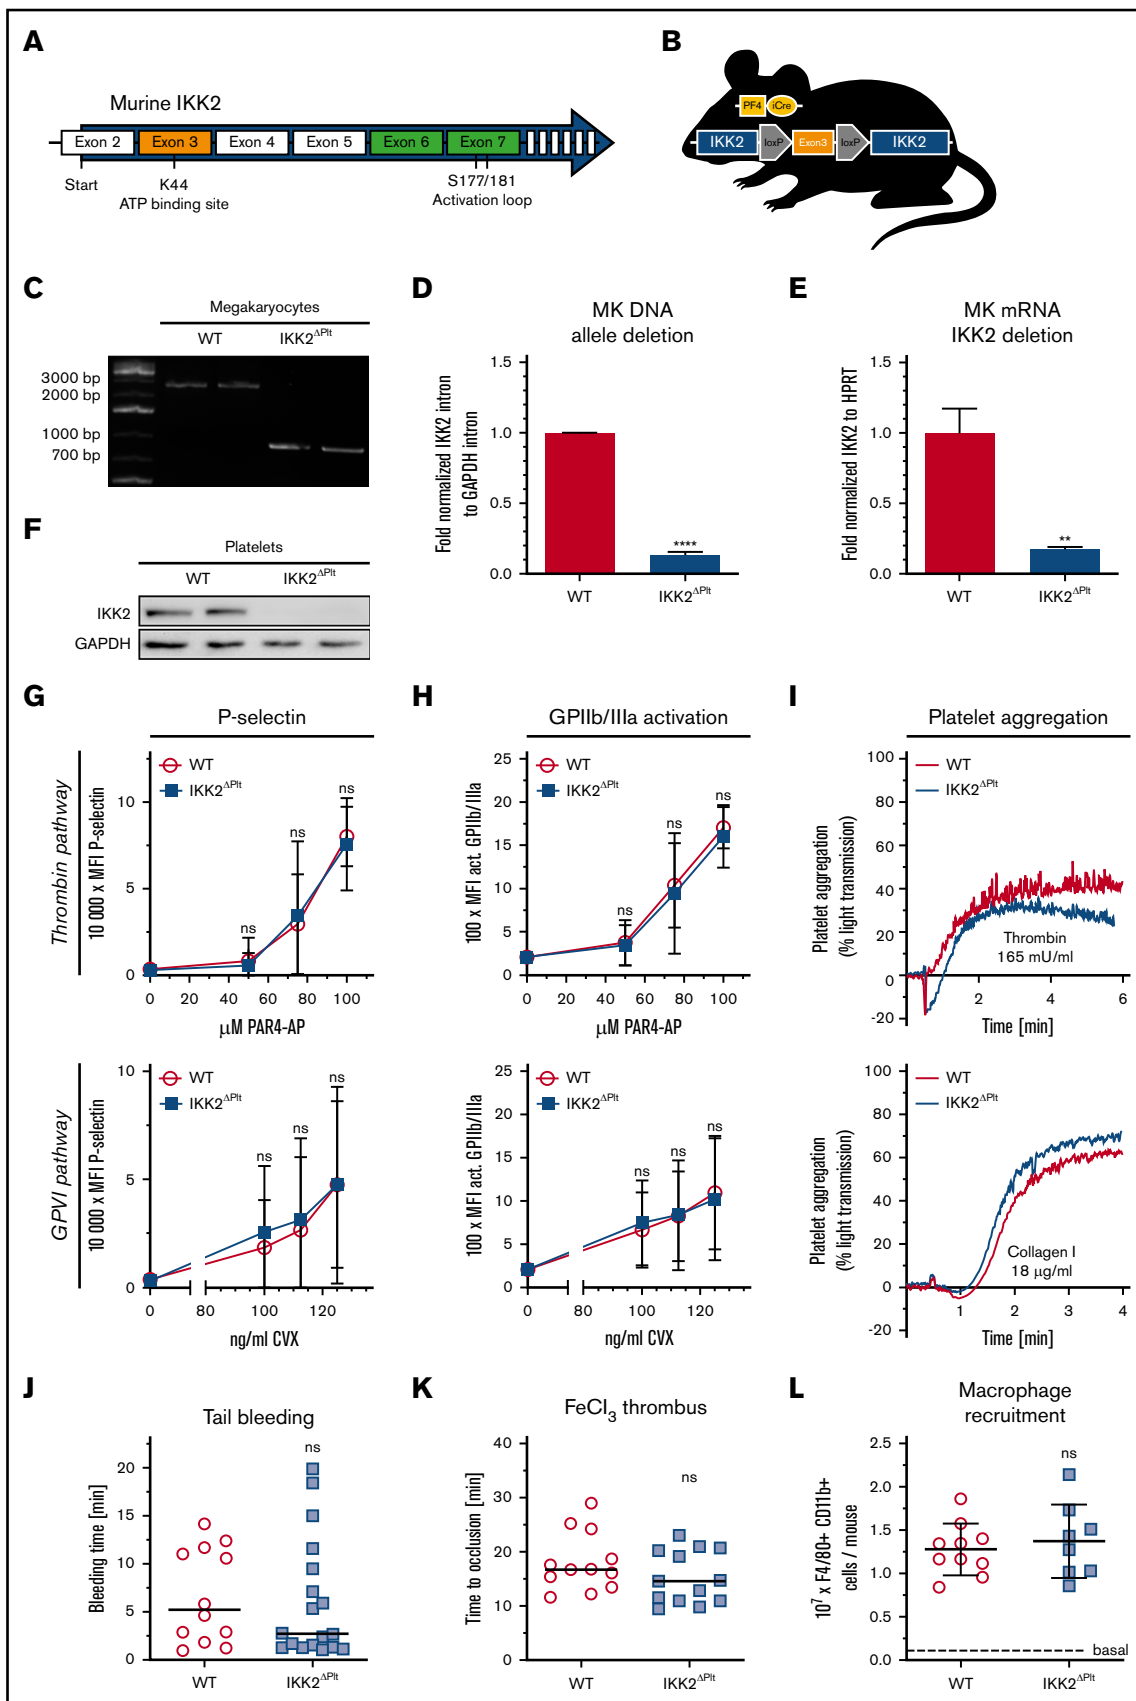 A
Murine IKK2
Exon 2 Exon 3 Exon 4 Exon 5 Exon 6 Exon 7
Start K44 S177/181
ATP binding site Activation loop
B
PF4 iCre
IKK2 loxP Exon3 loxP IKK2
C
Megakaryocytes
WT IKK2ΔPlt
3000 bp
2000 bp
1000 bp
700 bp
D
MK DNA
allele deletion
Fold normalized IKK2 intron
to GAPDH intron
1.5
1.0
0.5
0.0
****
WT IKK2ΔPlt
E
MK mRNA
IKK2 deletion
Fold normalized IKK2 to HPRT
1.5
1.0
0.5
0.0
**
WT IKK2ΔPlt
F
Platelets
WT IKK2ΔPlt
IKK2
GAPDH
G
P-selectin
Thrombin pathway
10 000 x MFI P-selectin
WT
IKK2ΔPlt
10
5
0
ns ns ns
0 20 40 60 80 100
µM PAR4-AP
GPVI pathway
10 000 x MFI P-selectin
WT
IKK2ΔPlt
10
5
0
ns ns ns
0 80 100 120
ng/ml CVX
H
GPIIb/IIIa activation
100 x MFI act. GPIIb/IIIa
WT
IKK2ΔPlt
25
20
15
10
5
0
ns ns ns
0 20 40 60 80 100
µM PAR4-AP
100 x MFI act. GPIIb/IIIa
WT
IKK2ΔPlt
25
20
15
10
5
0
ns ns ns
0 80 100 120
ng/ml CVX
I
Platelet aggregation
Platelet aggregation
(% light transmission)
WT
IKK2ΔPlt
100
80
60
40
20
0
-20
Thrombin
165 mU/ml
2 4 6
Time [min]
Platelet aggregation
(% light transmission)
WT
IKK2ΔPlt
100
80
60
40
20
0
-20
Collagen I
18 µg/ml
1 2 3 4
Time [min]
J
Tail bleeding
Bleeding time [min]
20
15
10
5
0
ns
WT IKK2ΔPlt
K
FeCl3 thrombus
Time to occlusion [min]
40
30
20
10
0
ns
WT IKK2ΔPlt
L
Macrophage
recruitment
10⁷ x F4/80+ CD11b+
cells / mouse
2.5
2.0
1.5
1.0
0.5
0.0
ns
basal
WT IKK2ΔPlt